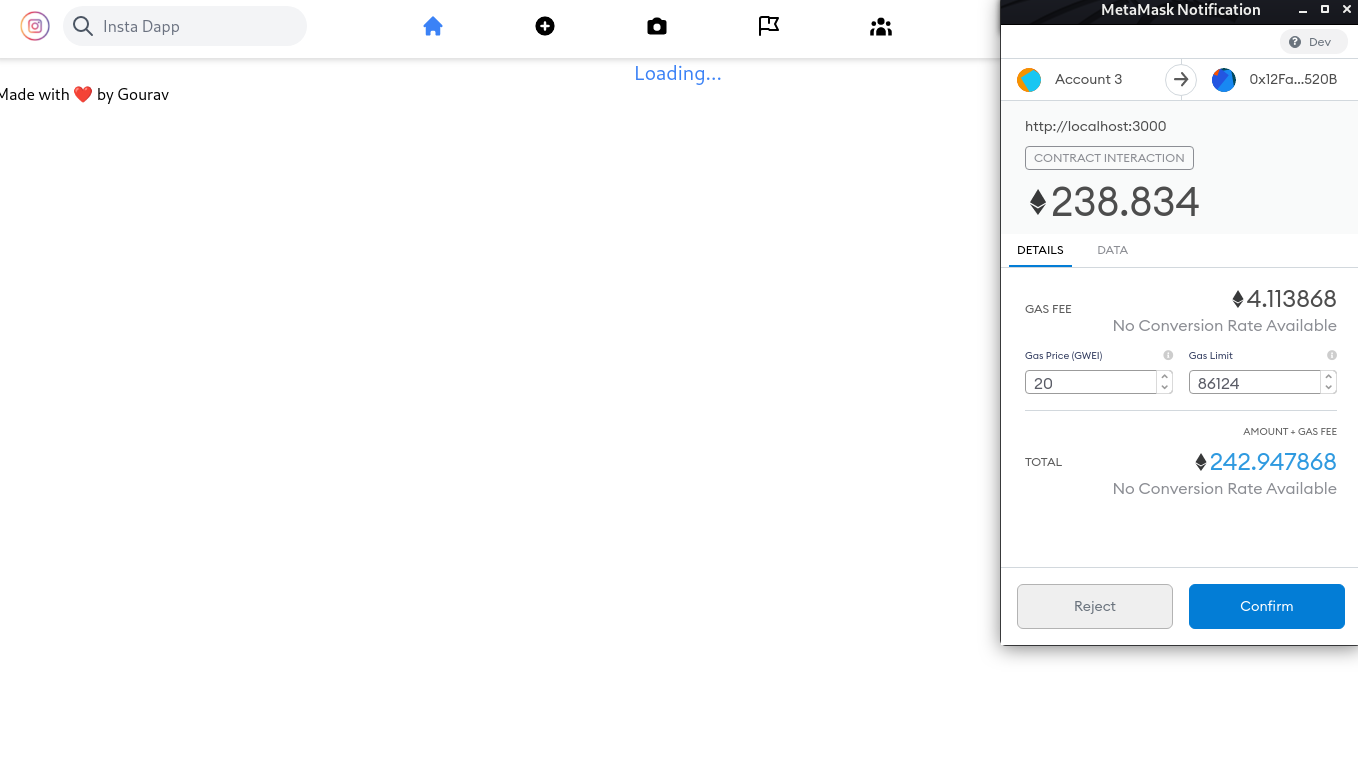 Insta Dapp
Loading...
Made with ❤️ by Gourav
MetaMask Notification
Dev
Account 3
0x12Fa...520B
http://localhost:3000
CONTRACT INTERACTION
238.834
DETAILS DATA
GAS FEE
4.113868
No Conversion Rate Available
Gas Price (GWEI) Gas Limit
20 86124
AMOUNT + GAS FEE
TOTAL
242.947868
No Conversion Rate Available
Reject Confirm